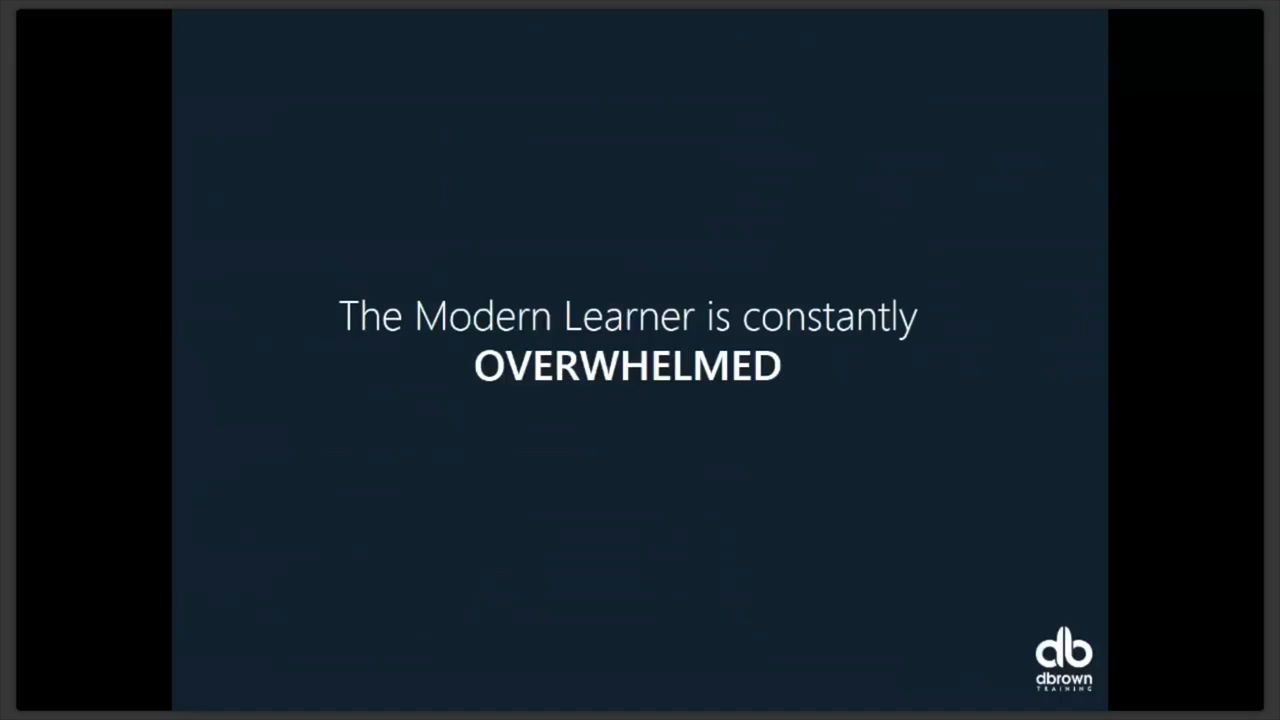 The Modern Learner is constantly
OVERWHELMED
db
dbrown
TRAINING